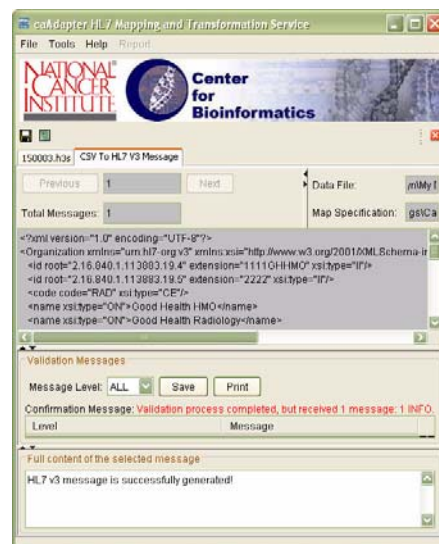 caAdapter HL7 Mapping and Transformation Service
File Tools Help Report
NATIONAL
CANCER
INSTITUTE
Center
for
Bioinformatics
150003.h3s CSV To HL7 V3 Message
Previous 1 Next Data File:
Total Messages: 1 Map Specification:
<?xml version="1.0" encoding="UTF-8"?>
<Organization xmlns="urn:hl7-org:v3" xmlns:xsi="http://www.w3.org/2001/XMLSchema-in
<id root="2.16.840.1.113883.19.4" extension="1111GHHMO" xsi:type="II"/>
<id root="2.16.840.1.113883.19.5" extension="2222" xsi:type="II"/>
<code code="RAD" xsi:type="CE"/>
<name xsi:type="ON">Good Health HMO</name>
<name xsi:type="ON">Good Health Radiology</name>
Validation Messages
Message Level: ALL Save Print
Confirmation Message: Validation process completed, but received 1 message: 1 INFO.
Level Message
Full content of the selected message
HL7 v3 message is successfully generated!